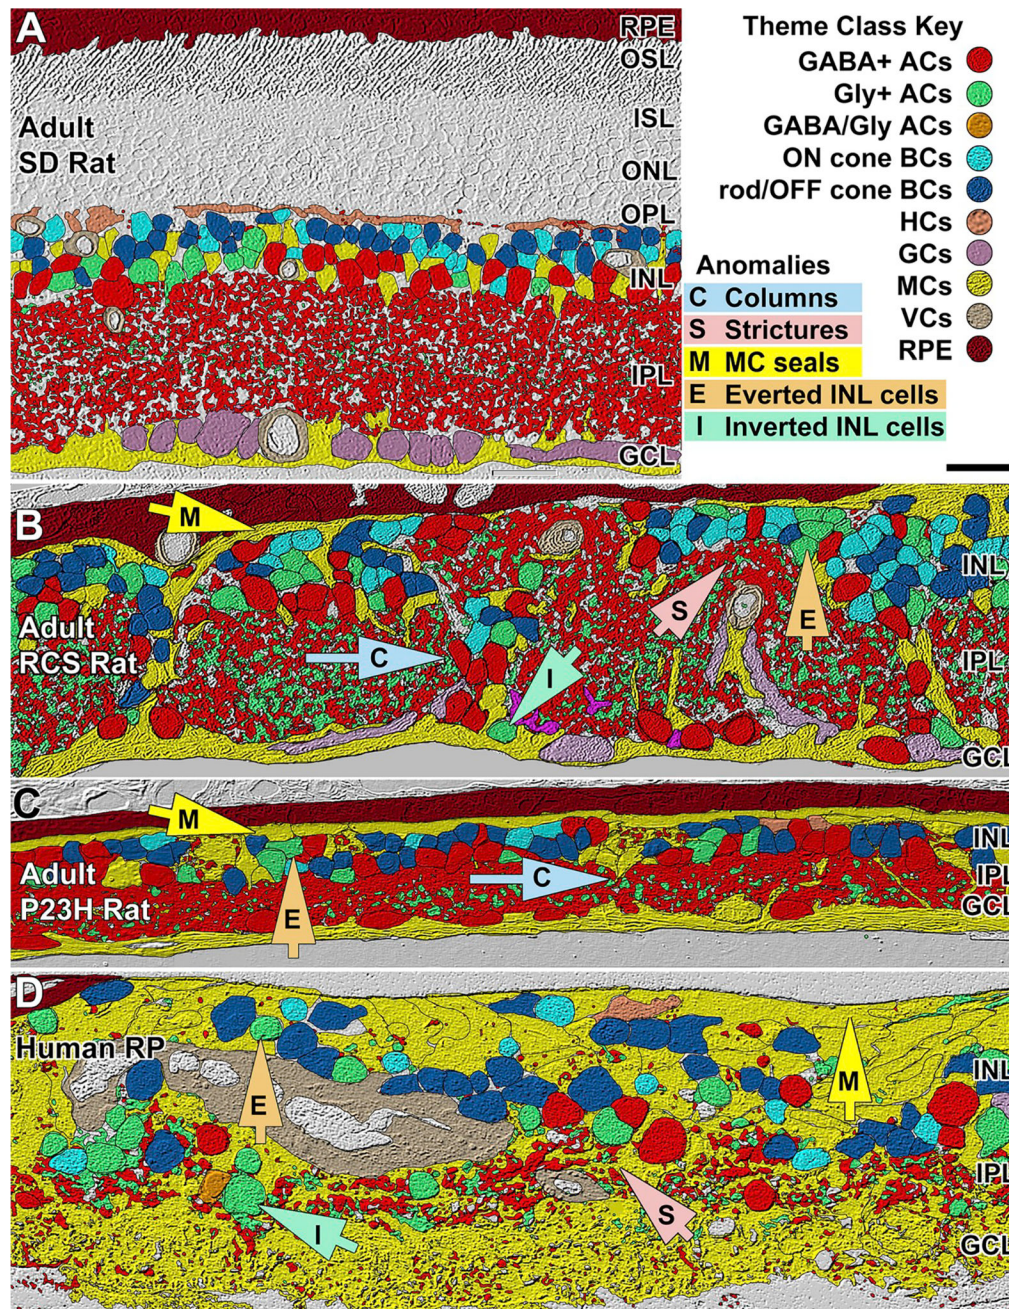 A
RPE
OSL
Adult
SD Rat
ISL
ONL
OPL
INL
IPL
GCL
Theme Class Key
GABA+ ACs
Gly+ ACs
GABA/Gly ACs
ON cone BCs
rod/OFF cone BCs
HCs
GCs
MCs
VCs
RPE
Anomalies
C Columns
S Strictures
M MC seals
E Everted INL cells
I Inverted INL cells
B
M
INL
Adult
RCS Rat
S
E
C
I
IPL
GCL
C
M
INL
Adult
P23H Rat
C
IPL
E
GCL
D
Human RP
INL
E
M
IPL
I
S
GCL